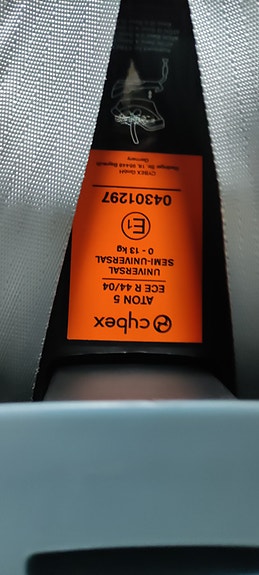 cybex
ATON 5
ECE R 44/04
UNIVERSAL
SEMI-UNIVERSAL
0 - 13 kg
E1
04301297
CYBEX GmbH
Germany